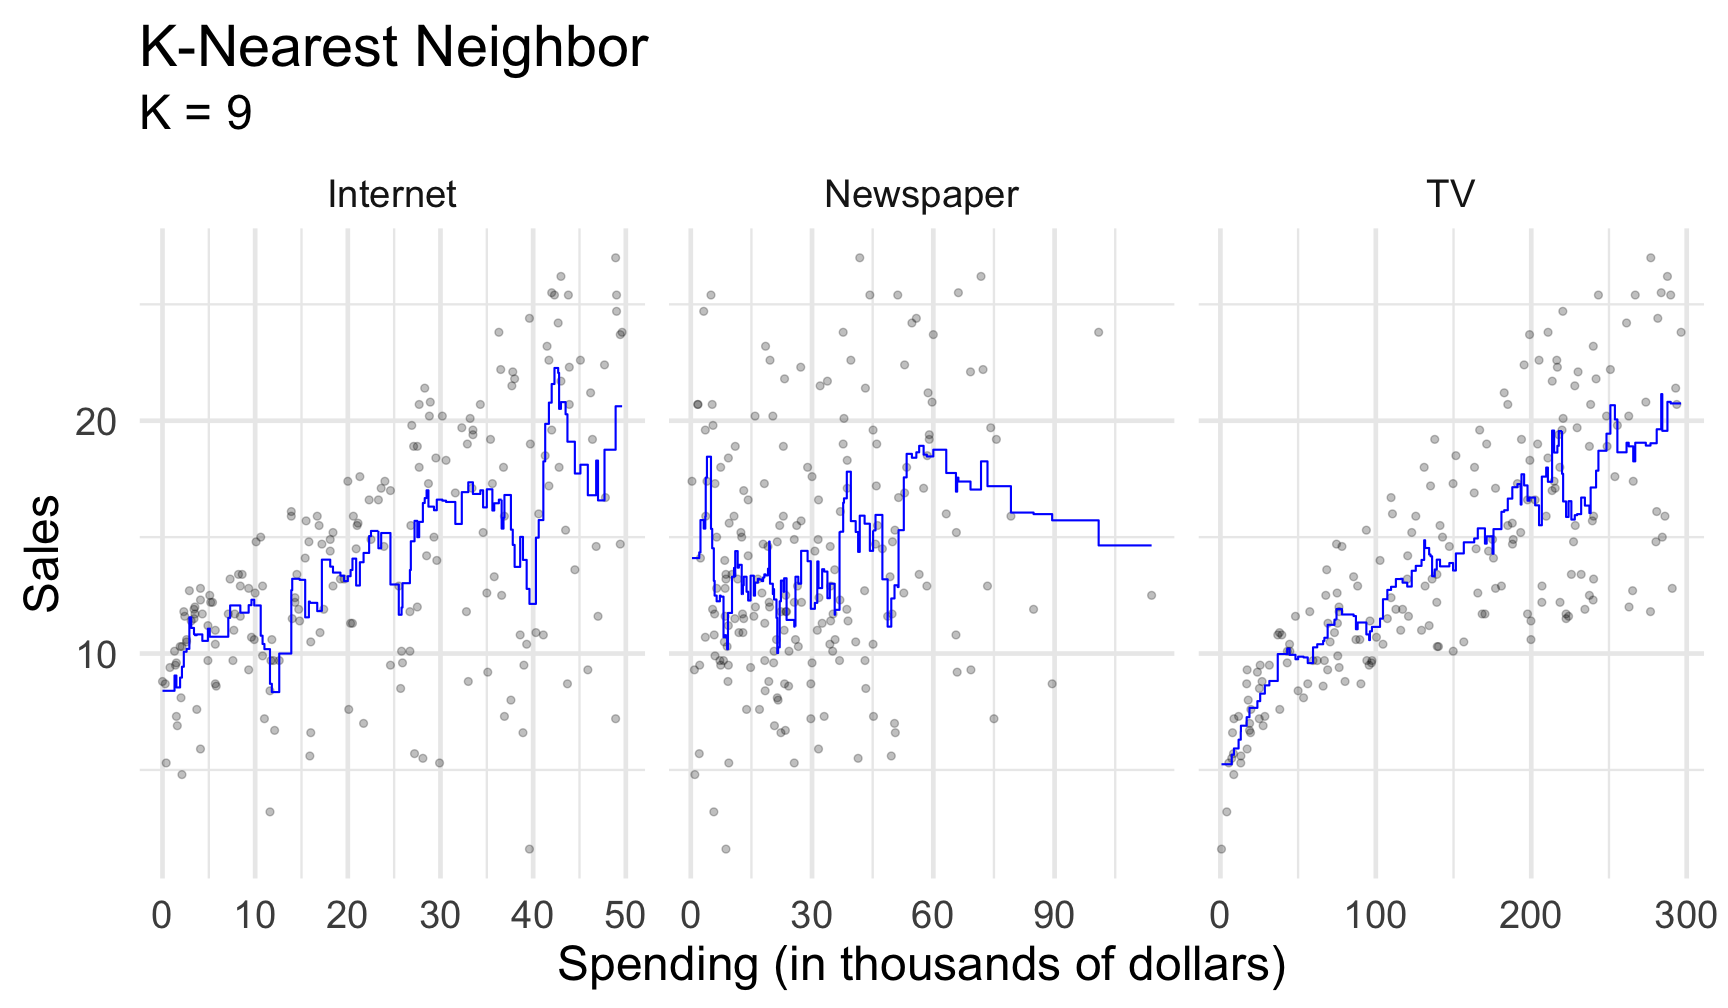 K-Nearest Neighbor
K = 9
Internet Newspaper TV
Sales
20
10
0 10 20 30 40 50 0 30 60 90 0 100 200 300
Spending (in thousands of dollars)